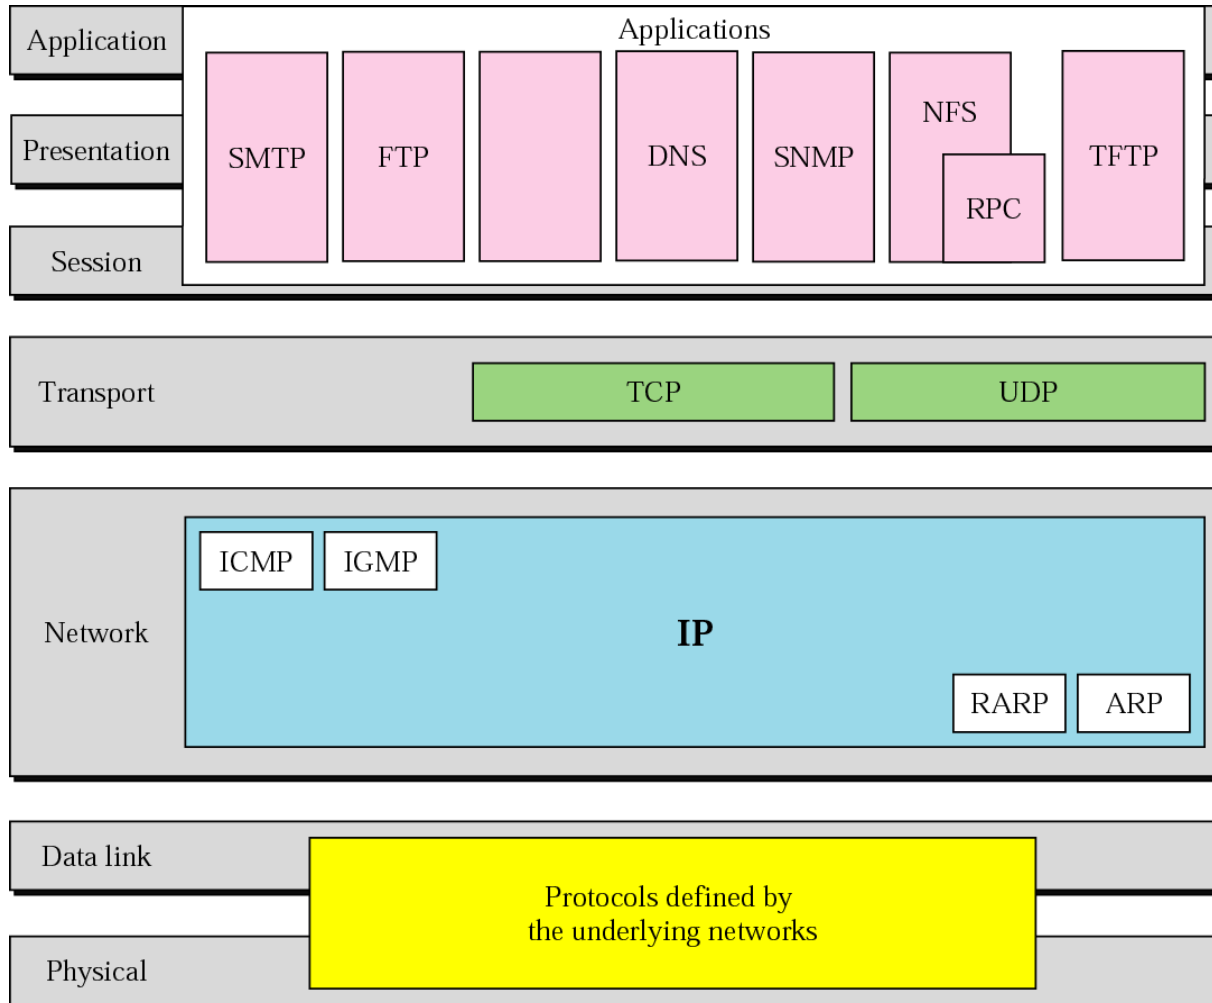 Application
Applications
Presentation
SMTP
FTP
DNS
SNMP
NFS
RPC
TFTP
Session
Transport
TCP
UDP
Network
ICMP
IGMP
IP
RARP
ARP
Data link
Protocols defined by
the underlying networks
Physical